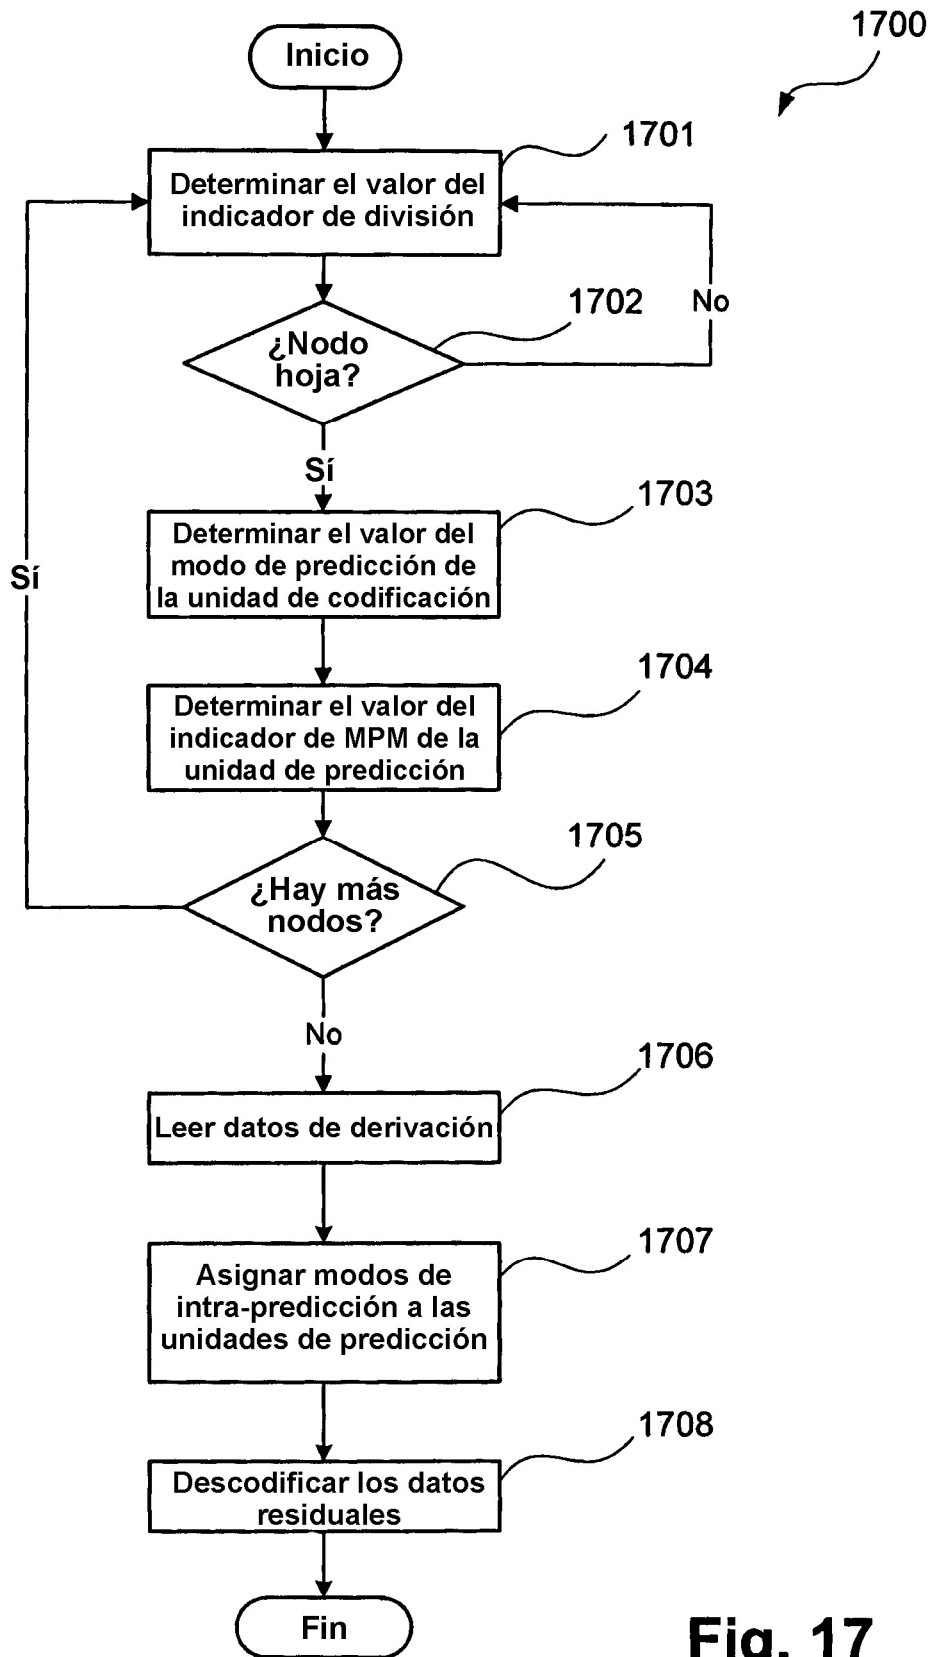 1700
Inicio
1701
Determinar el valor del
indicador de división
1702
No
¿Nodo
hoja?
Sí
1703
Determinar el valor del
modo de predicción de
la unidad de codificación
Sí
1704
Determinar el valor del
indicador de MPM de la
unidad de predicción
1705
¿Hay más
nodos?
No
1706
Leer datos de derivación
1707
Asignar modos de
intra-predicción a las
unidades de predicción
1708
Descodificar los datos
residuales
Fin
Fig. 17